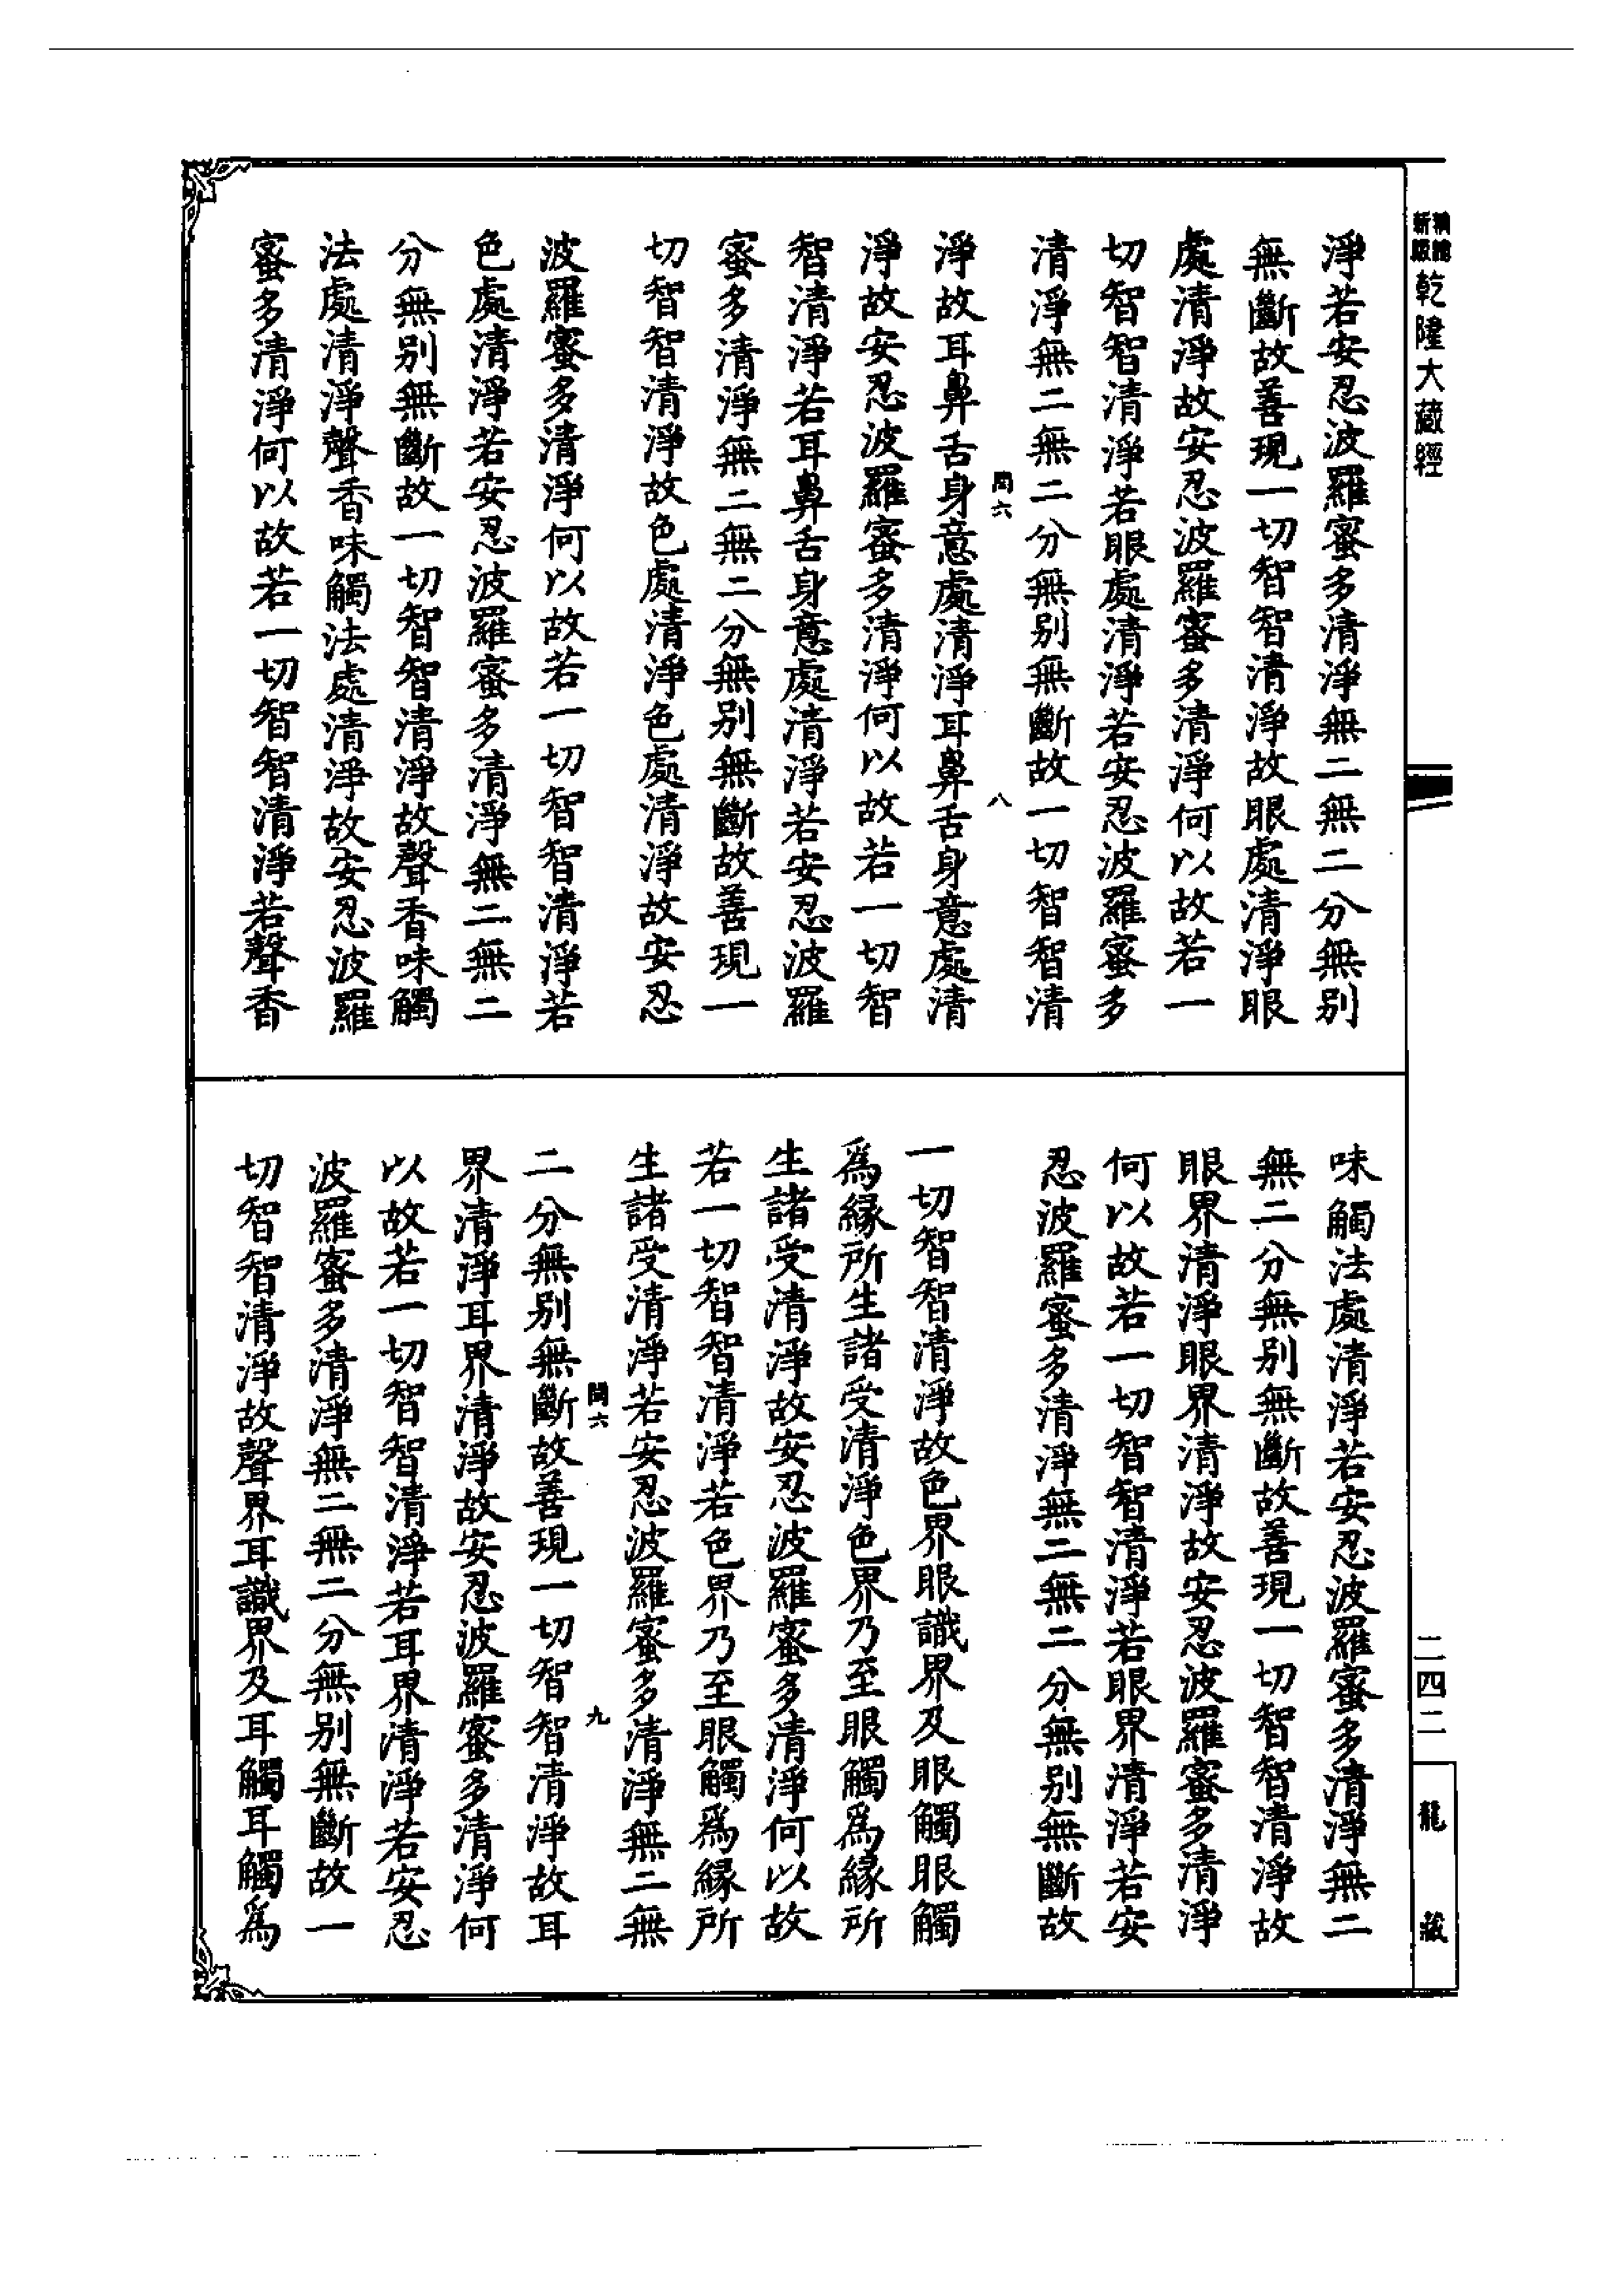 精繕新版
乾隆大藏經
淨若安忍波羅蜜多清淨無二無二分無別
無斷故善現一切智智清淨故眼處清淨眼
處清淨故安忍波羅蜜多清淨何以故若一
切智智清淨若眼處清淨若安忍波羅蜜多
清淨無二無二分無別無斷故一切智智清
八
淨故耳鼻舌身意處清淨耳鼻舌身意處清
淨故安忍波羅蜜多清淨何以故若一切智
智清淨若耳鼻舌身意處清淨若安忍波羅
蜜多清淨無二無二分無別無斷故善現一
切智智清淨故色處清淨色處清淨故安忍
波羅蜜多清淨何以故若一切智智清淨若
色處清淨若安忍波羅蜜多清淨無二無二
分無別無斷故一切智智清淨故聲香味觸
法處清淨聲香味觸法處清淨故安忍波羅
蜜多清淨何以故若一切智智清淨若聲香
味觸法處清淨若安忍波羅蜜多清淨無二
無二分無別無斷故善現一切智智清淨故
眼界清淨眼界清淨故安忍波羅蜜多清淨
何以故若一切智智清淨若眼界清淨若安
忍波羅蜜多清淨無二無二分無別無斷故
一切智智清淨故色界眼識界及眼觸眼觸
爲緣所生諸受清淨色界乃至眼觸爲緣所
生諸受清淨故安忍波羅蜜多清淨何以故
若一切智智清淨若色界乃至眼觸爲緣所
生諸受清淨若安忍波羅蜜多清淨無二無
九
二分無別無斷故善現一切智智清淨故耳
界清淨耳界清淨故安忍波羅蜜多清淨何
以故若一切智智清淨若耳界清淨若安忍
波羅蜜多清淨無二無二分無別無斷故一
切智智清淨故聲界耳識界及耳觸耳觸爲
二四二
龍藏